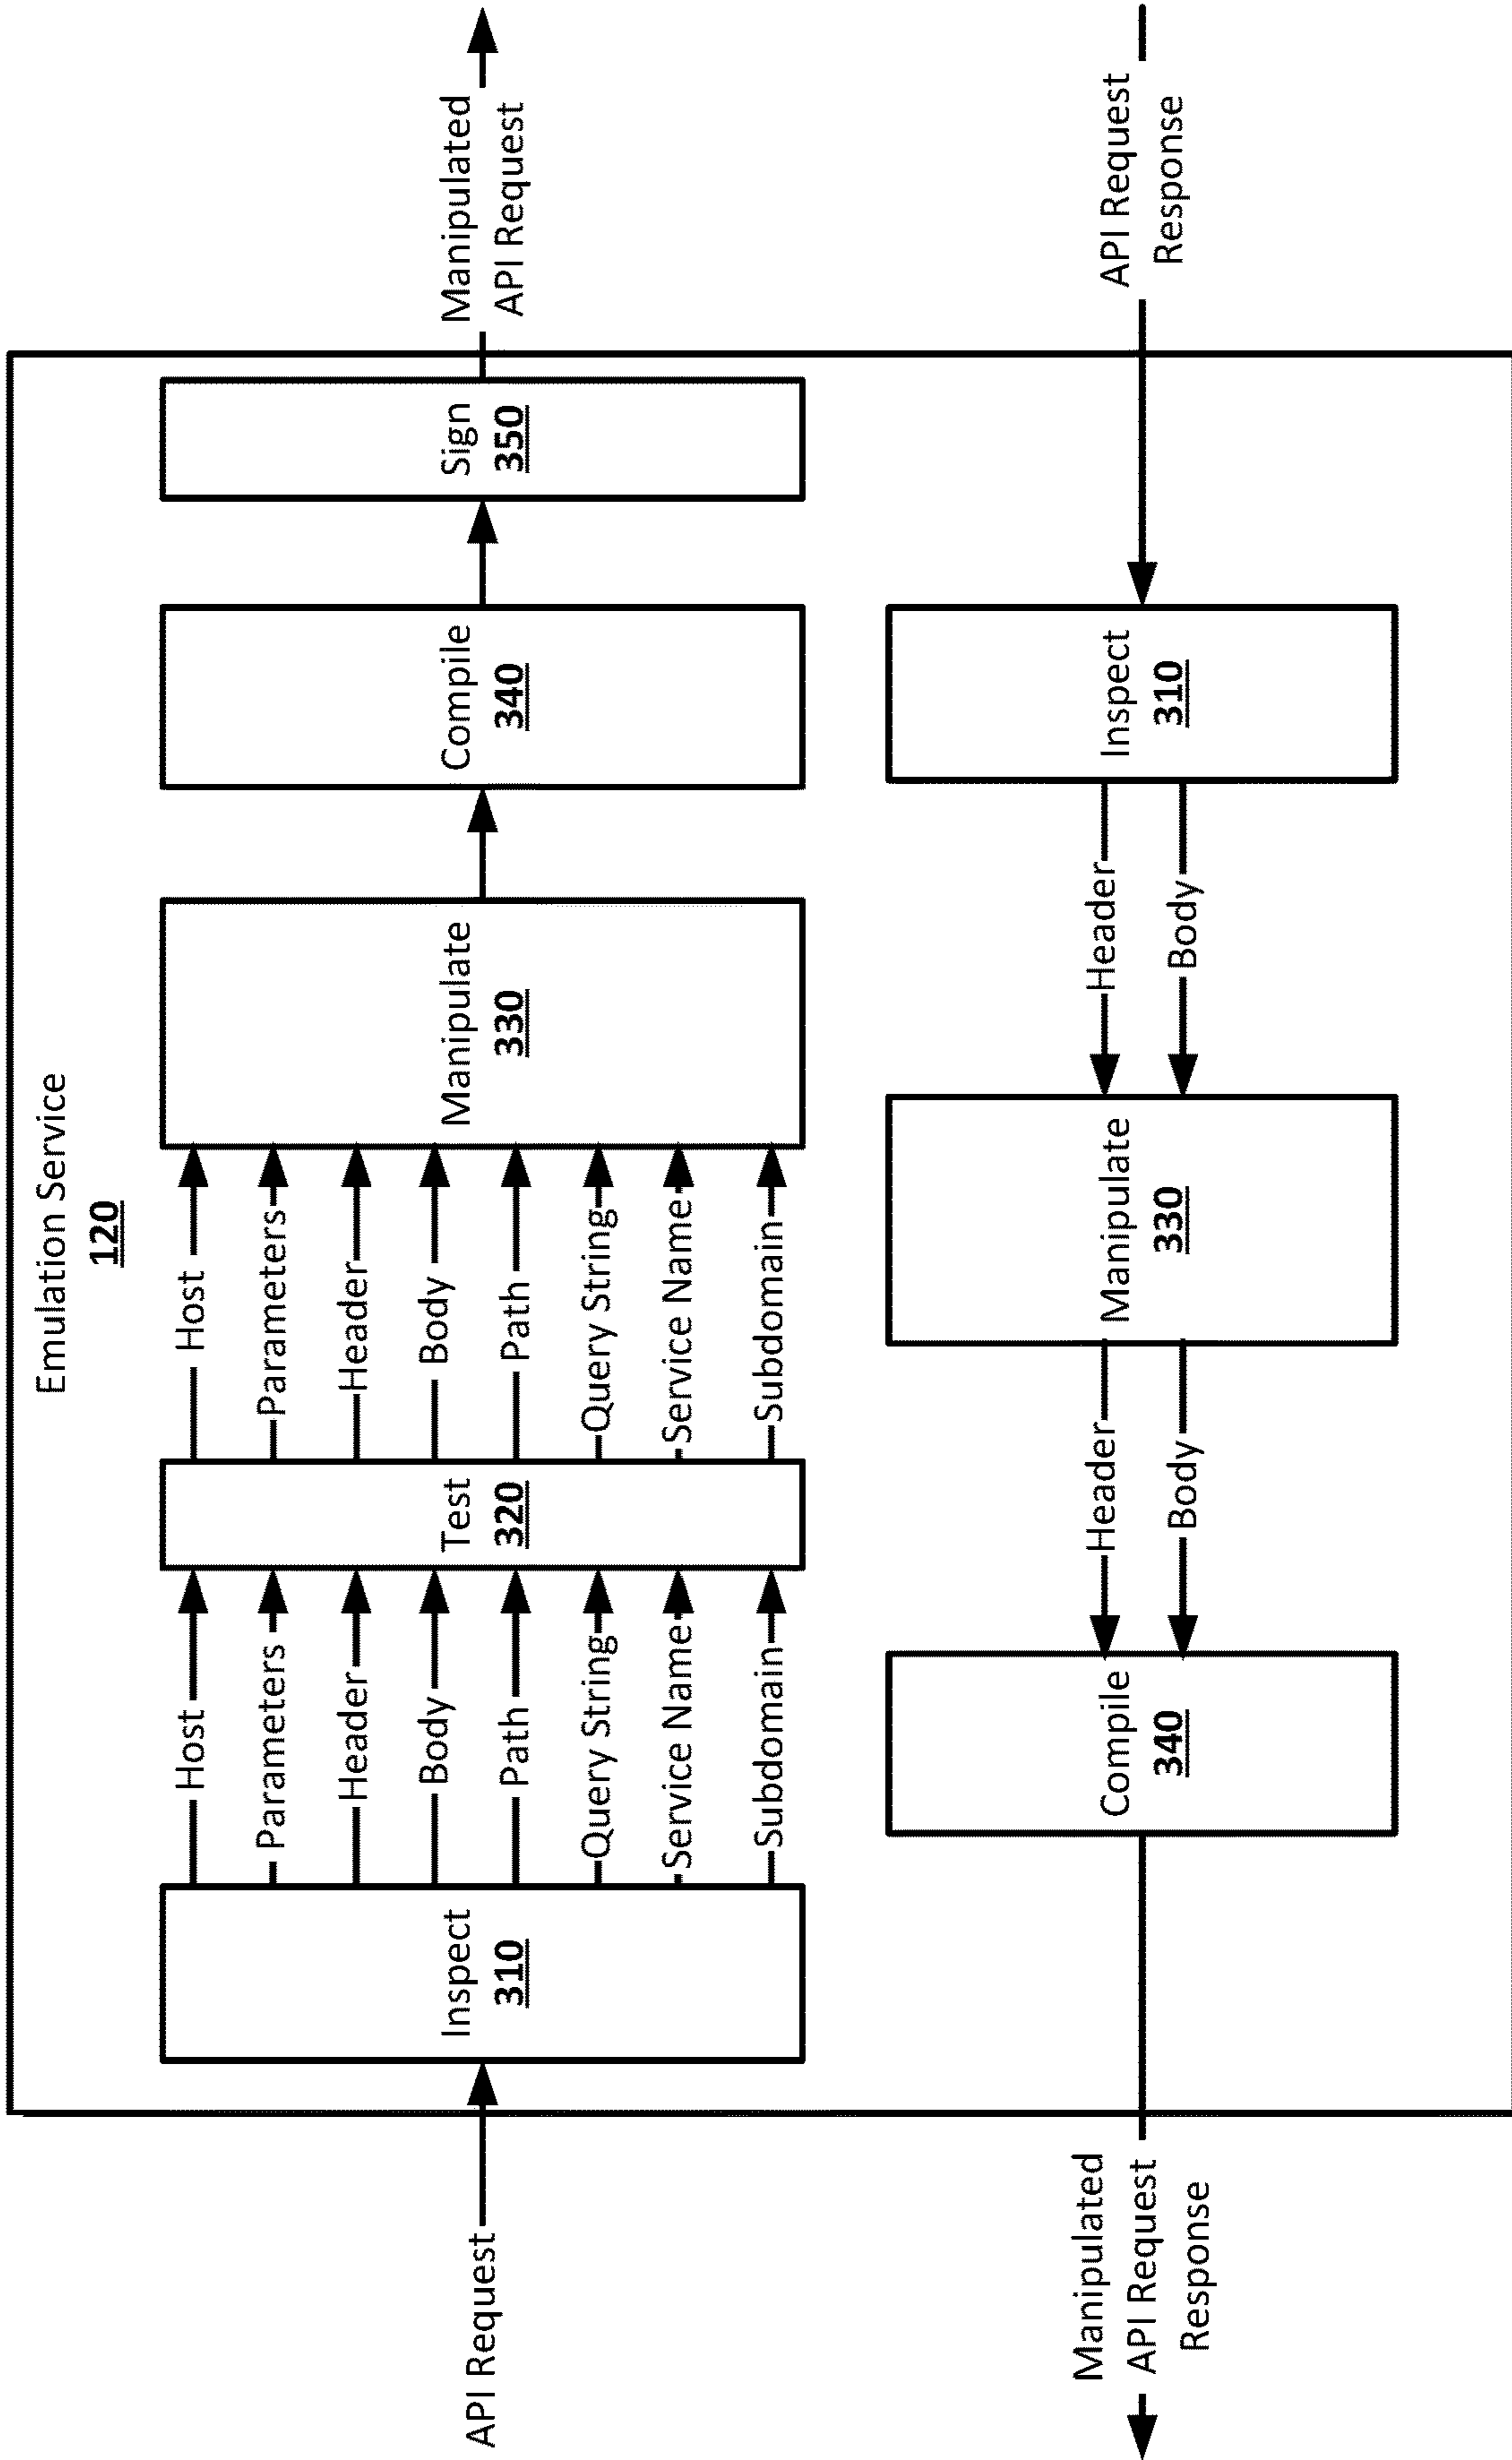 Emulation Service
120
API Request
Inspect
310
Host
Parameters
Header
Body
Path
Query String
Service Name
Subdomain
Test
320
Host
Parameters
Header
Body
Path
Query String
Service Name
Subdomain
Manipulate
330
Compile
340
Sign
350
Manipulated
API Request
API Request
Response
Inspect
310
Header
Body
Manipulate
330
Header
Body
Compile
340
Manipulated
API Request
Response